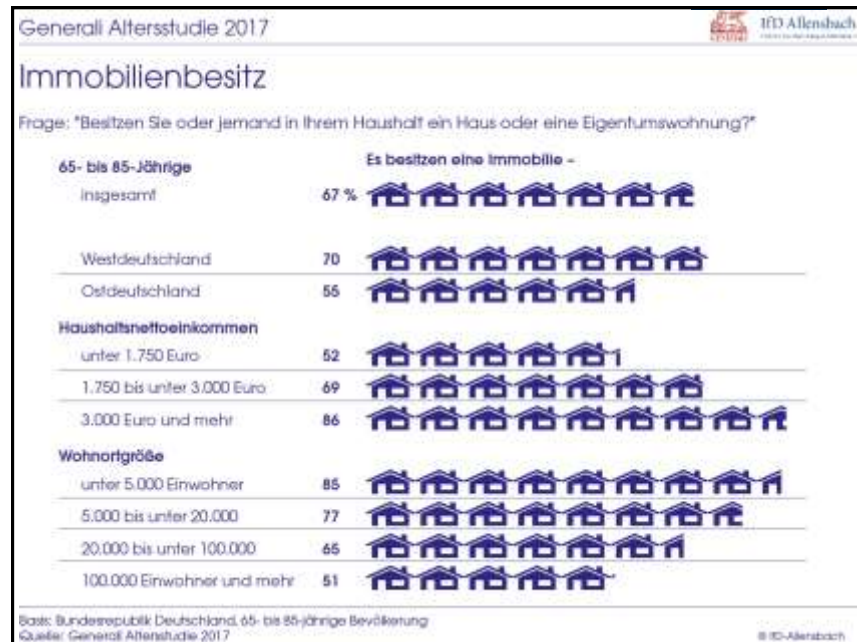 Generali Altersstudie 2017
IfD Allensbach
Immobilienbesitz
Frage: "Besitzen Sie oder jemand in Ihrem Haushalt ein Haus oder eine Eigentumswohnung?"
65- bis 85-Jährige
Es besitzen eine Immobilie –
insgesamt 67 %
Westdeutschland 70
Ostdeutschland 55
Haushaltsnettoeinkommen
unter 1.750 Euro 52
1.750 bis unter 3.000 Euro 69
3.000 Euro und mehr 86
Wohnortgröße
unter 5.000 Einwohner 85
5.000 bis unter 20.000 77
20.000 bis unter 100.000 65
100.000 Einwohner und mehr 51
Basis: Bundesrepublik Deutschland, 65- bis 85-jährige Bevölkerung
Quelle: Generali Altersstudie 2017
© IfD-Allensbach